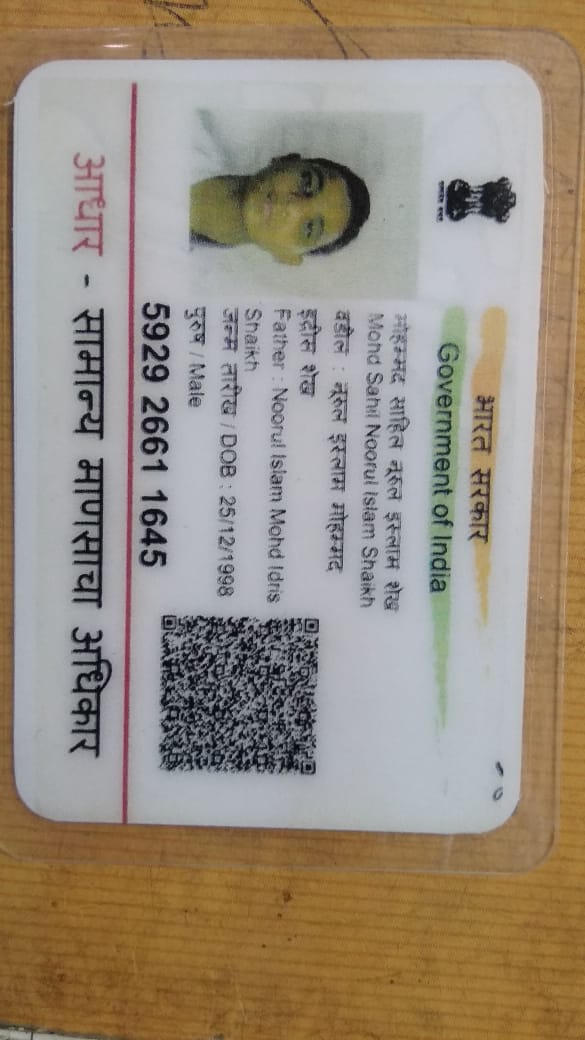 भारत सरकार
Government of India
मोहम्मद साहिल नूरुल इस्लाम शेख
Mohd Sahil Noorul Islam Shaikh
वडील : नूरुल इस्लाम मोहम्मद
इद्रीस शेख
Father : Noorul Islam Mohd Idris
Shaikh
जन्म तारीख / DOB : 25/12/1998
पुरुष / Male
5929 2661 1645
आधार - सामान्य माणसाचा अधिकार